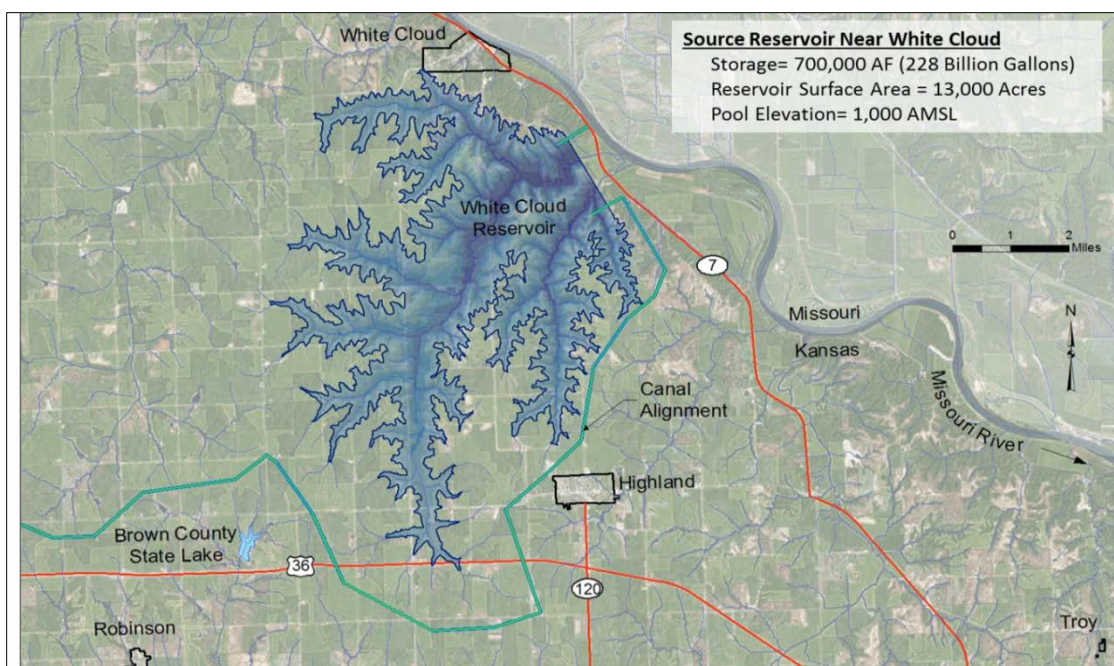 White Cloud
Source Reservoir Near White Cloud
Storage= 700,000 AF (228 Billion Gallons)
Reservoir Surface Area = 13,000 Acres
Pool Elevation= 1,000 AMSL
White Cloud
Reservoir
0 0.5 1 2
Miles
7
Missouri
Kansas
N
Canal
Alignment
Missouri River
Highland
Brown County
State Lake
36
120
Robinson
Troy